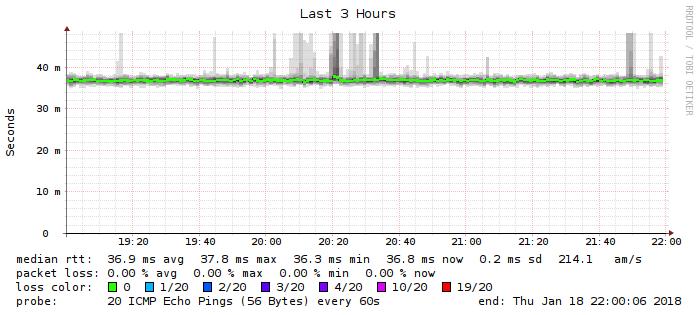 Last 3 Hours
RRDTOOL / TOBI OETIKER
Seconds
40 m
30 m
20 m
10 m
0
19:20 19:40 20:00 20:20 20:40 21:00 21:20 21:40 22:00
median rtt: 36.9 ms avg 37.8 ms max 36.3 ms min 36.8 ms now 0.2 ms sd 214.1 am/s
packet loss: 0.00 % avg 0.00 % max 0.00 % min 0.00 % now
loss color: 0 1/20 2/20 3/20 4/20 10/20 19/20
probe: 20 ICMP Echo Pings (56 Bytes) every 60s end: Thu Jan 18 22:00:06 2018